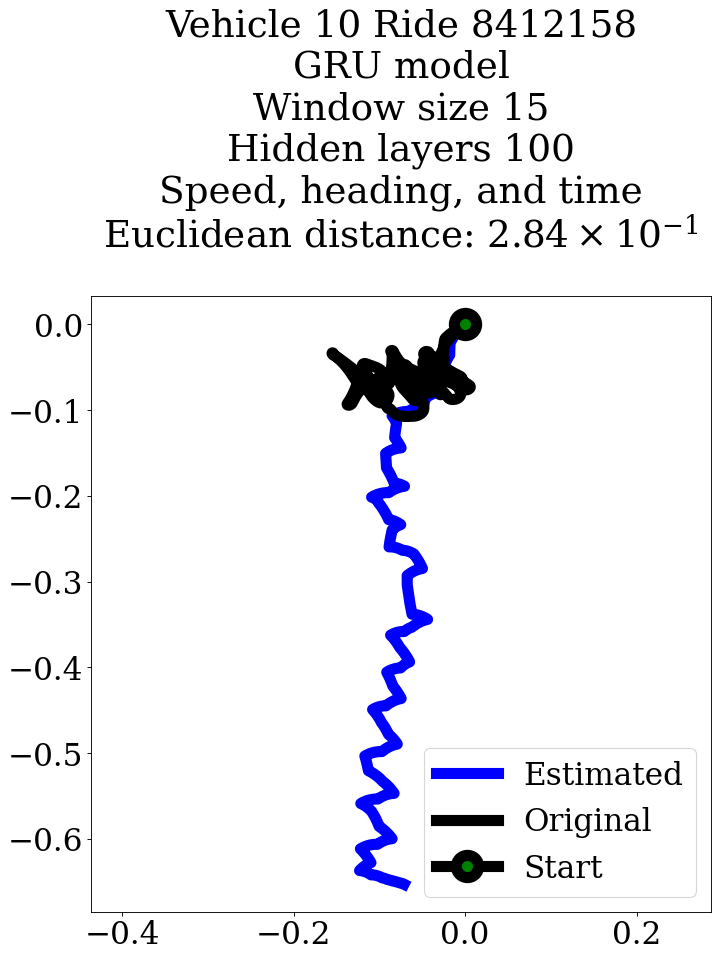 Vehicle 10 Ride 8412158
GRU model
Window size 15
Hidden layers 100
Speed, heading, and time
Euclidean distance: 2.84 × 10⁻¹
0.0
−0.1
−0.2
−0.3
−0.4
−0.5
−0.6
Estimated
Original
Start
−0.4 −0.2 0.0 0.2